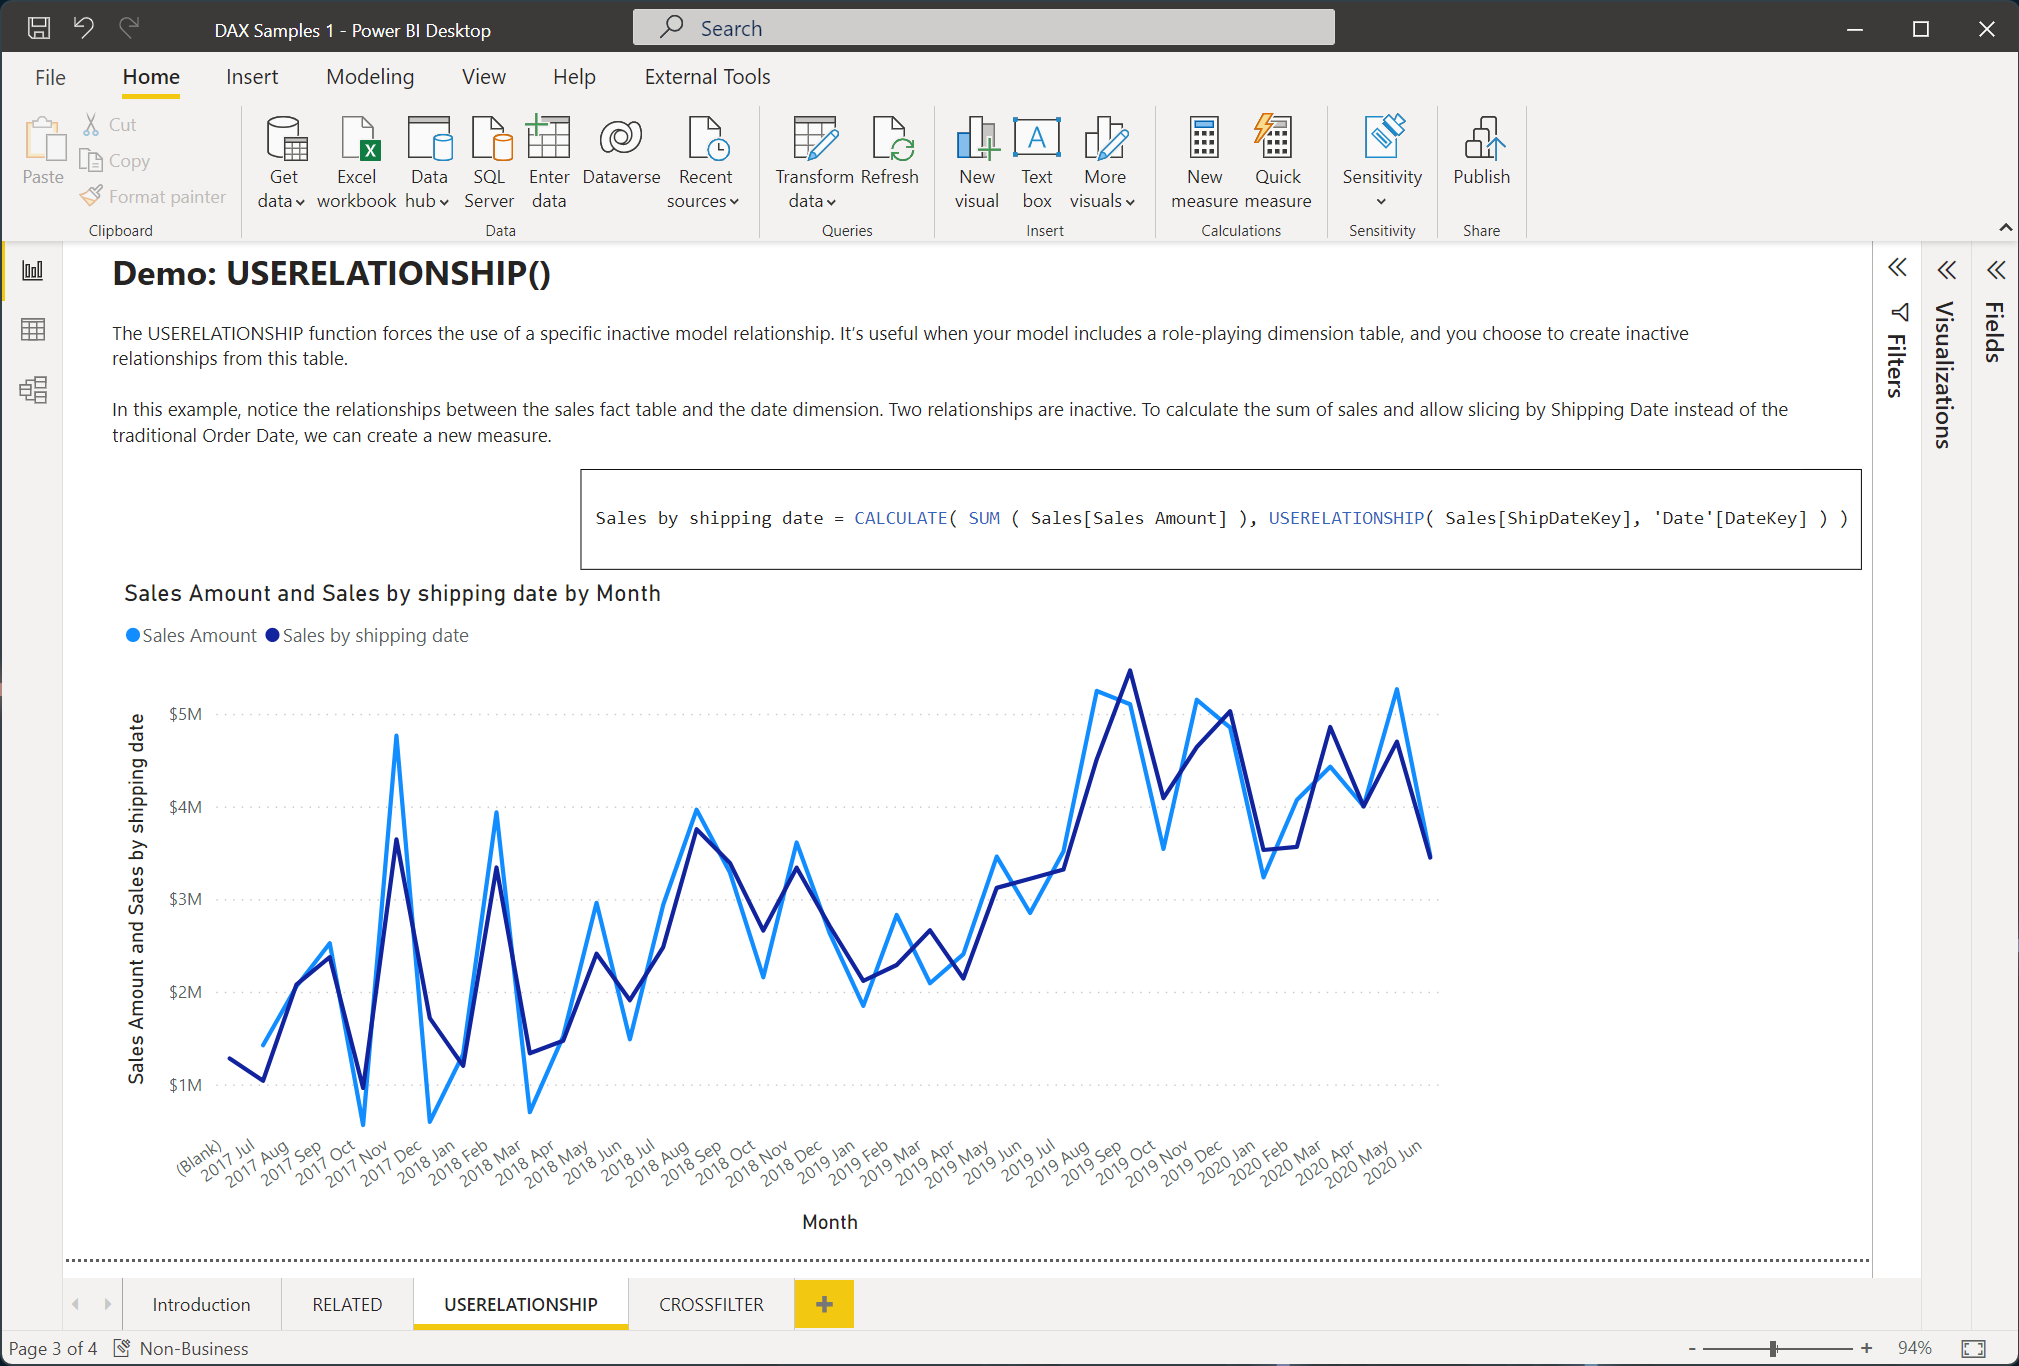 DAX Samples 1 - Power BI Desktop
Search
File Home Insert Modeling View Help External Tools
Paste
Cut
Copy
Format painter
Clipboard
Get data
Excel workbook
Data hub
SQL Server
Enter data
Dataverse
Recent sources
Data
Transform data
Refresh
Queries
New visual
A
Text box
More visuals
Insert
New measure
Quick measure
Calculations
Sensitivity
Sensitivity
Publish
Share
Demo: USERELATIONSHIP()
The USERELATIONSHIP function forces the use of a specific inactive model relationship. It’s useful when your model includes a role-playing dimension table, and you choose to create inactive
relationships from this table.
In this example, notice the relationships between the sales fact table and the date dimension. Two relationships are inactive. To calculate the sum of sales and allow slicing by Shipping Date instead of the
traditional Order Date, we can create a new measure.
Sales by shipping date = CALCULATE( SUM ( Sales[Sales Amount] ), USERELATIONSHIP( Sales[ShipDateKey], 'Date'[DateKey] ) )
Filters
Visualizations
Fields
Sales Amount and Sales by shipping date by Month
Sales Amount Sales by shipping date
Sales Amount and Sales by shipping date
$5M
$4M
$3M
$2M
$1M
(Blank)
2017 Jul
2017 Aug
2017 Sep
2017 Oct
2017 Nov
2017 Dec
2018 Jan
2018 Feb
2018 Mar
2018 Apr
2018 May
2018 Jun
2018 Jul
2018 Aug
2018 Sep
2018 Oct
2018 Nov
2018 Dec
2019 Jan
2019 Feb
2019 Mar
2019 Apr
2019 May
2019 Jun
2019 Jul
2019 Aug
2019 Sep
2019 Oct
2019 Nov
2019 Dec
2020 Jan
2020 Feb
2020 Mar
2020 Apr
2020 May
2020 Jun
Month
Introduction RELATED USERELATIONSHIP CROSSFILTER +
Page 3 of 4 Non-Business - + 94%